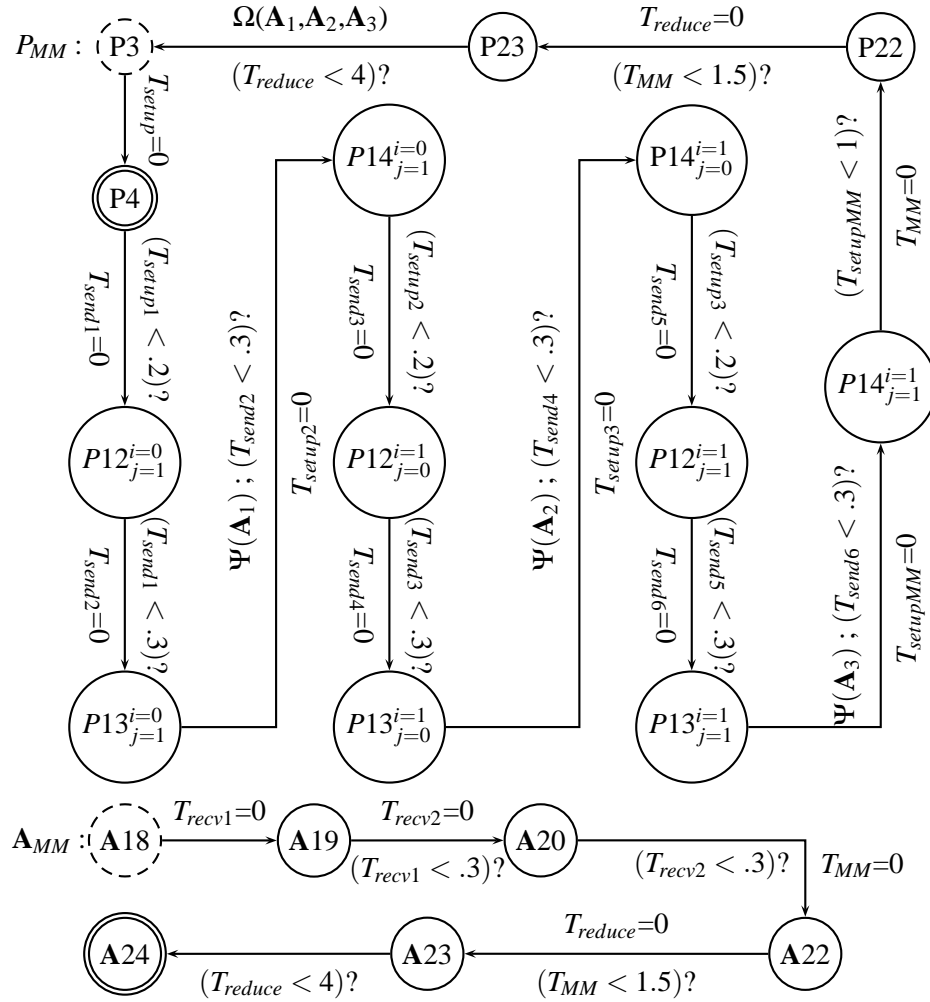 P_MM :
P3
Ω(A₁,A₂,A₃)
(T_reduce < 4)?
P23
T_reduce=0
(T_MM < 1.5)?
P22
T_setup=0
P4
T_send1=0
(T_setup1 < .2)?
P12^{i=0}_{j=1}
T_send2=0
(T_send1 < .3)?
P13^{i=0}_{j=1}
Ψ(A₁) ; (T_send2 < .3)?
T_setup2=0
P14^{i=0}_{j=1}
T_send3=0
(T_setup2 < .2)?
P12^{i=1}_{j=0}
T_send4=0
(T_send3 < .3)?
P13^{i=1}_{j=0}
Ψ(A₂) ; (T_send4 < .3)?
T_setup3=0
P14^{i=1}_{j=0}
T_send5=0
(T_setup3 < .2)?
P12^{i=1}_{j=1}
T_send6=0
(T_send5 < .3)?
P13^{i=1}_{j=1}
Ψ(A₃) ; (T_send6 < .3)?
T_setupMM=0
P14^{i=1}_{j=1}
(T_setupMM < 1)?
T_MM=0
A_MM :
A18
T_recv1=0
A19
T_recv2=0
(T_recv1 < .3)?
A20
(T_recv2 < .3)?
T_MM=0
A24
(T_reduce < 4)?
A23
T_reduce=0
(T_MM < 1.5)?
A22